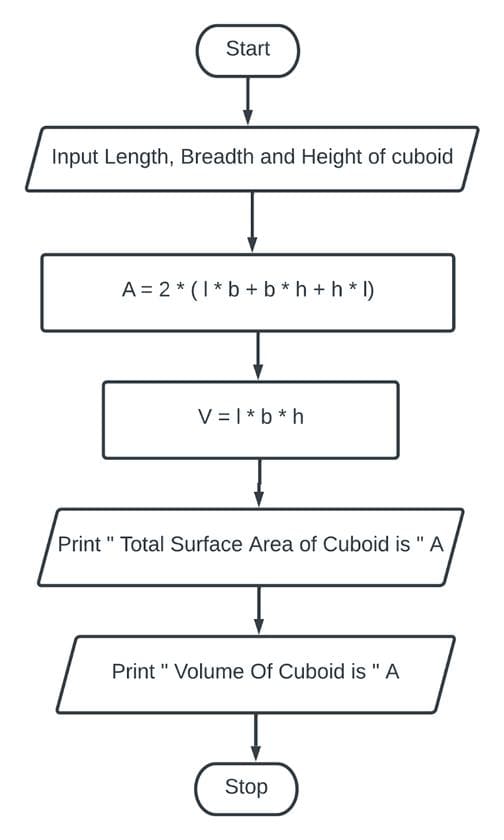 Start
Input Length, Breadth and Height of cuboid
A = 2 * ( l * b + b * h + h * l)
V = l * b * h
Print " Total Surface Area of Cuboid is " A
Print " Volume Of Cuboid is " A
Stop